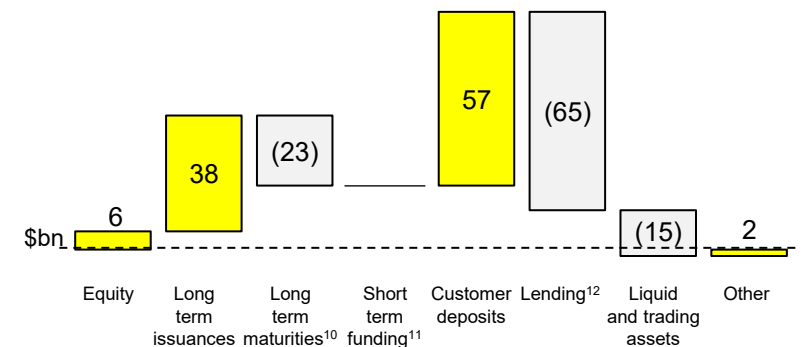 57
(65)
38
(23)
6
$bn
(15)
2
Equity
Long
term
issuances
Long
term
maturities¹⁰
Short
term
funding¹¹
Customer
deposits
Lending¹²
Liquid
and trading
assets
Other